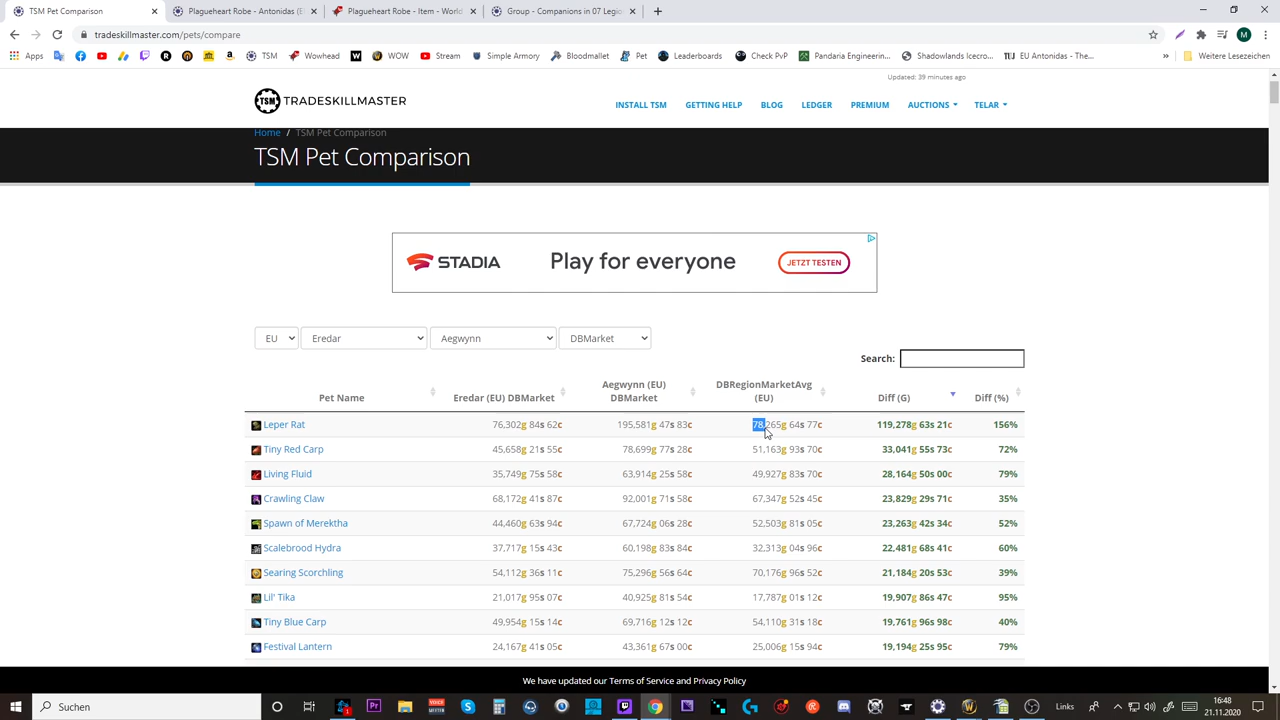 TSM Pet Comparison
Plagueheart Robe - Antonidas (E
Plagueheart Robe - Item - World
Group - Companions in 07 Legion
tradeskillmaster.com/pets/compare
Apps
TSM
Wowhead
WOW
Stream
Simple Armory
Bloodmallet
Pet
Leaderboards
Check PvP
Pandaria Engineerin...
Shadowlands Icecro...
EU Antonidas - The...
Weitere Lesezeichen
Updated: 39 minutes ago
TSM TRADESKILLMASTER
INSTALL TSM GETTING HELP BLOG LEDGER PREMIUM AUCTIONS TELAR
Home / TSM Pet Comparison
TSM Pet Comparison
STADIA Play for everyone JETZT TESTEN
EU Eredar Aegwynn DBMarket
Search:
Pet Name Eredar (EU) DBMarket Aegwynn (EU) DBMarket DBRegionMarketAvg (EU) Diff (G) Diff (%)
Leper Rat 76,302g 84s 62c 195,581g 47s 83c 78,265g 64s 77c 119,278g 63s 21c 156%
Tiny Red Carp 45,658g 21s 55c 78,699g 77s 28c 51,163g 93s 70c 33,041g 55s 73c 72%
Living Fluid 35,749g 75s 58c 63,914g 25s 58c 49,927g 83s 70c 28,164g 50s 00c 79%
Crawling Claw 68,172g 41s 87c 92,001g 71s 58c 67,347g 52s 45c 23,829g 29s 71c 35%
Spawn of Merektha 44,460g 63s 94c 67,724g 06s 28c 52,503g 81s 05c 23,263g 42s 34c 52%
Scalebrood Hydra 37,717g 15s 43c 60,198g 83s 84c 32,313g 04s 96c 22,481g 68s 41c 60%
Searing Scorchling 54,112g 36s 11c 75,296g 56s 64c 70,176g 96s 52c 21,184g 20s 53c 39%
Lil' Tika 21,017g 95s 07c 40,925g 81s 54c 17,787g 01s 12c 19,907g 86s 47c 95%
Tiny Blue Carp 49,954g 15s 14c 69,716g 12s 12c 54,110g 31s 18c 19,761g 96s 98c 40%
Festival Lantern 24,167g 41s 05c 43,361g 67s 00c 25,006g 15s 94c 19,194g 25s 95c 79%
We have updated our Terms of Service and Privacy Policy
Suchen
Links
16:48
21.11.2020